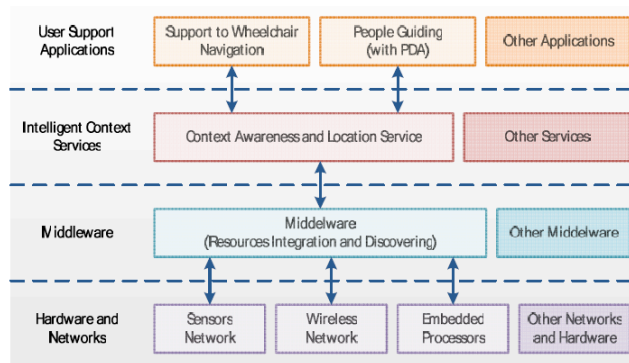 User Support
Applications
Support to Wheelchair
Navigation
People Guiding
(with PDA)
Other Applications
Intelligent Context
Services
Context Awareness and Location Service
Other Services
Middleware
Middelware
(Resources Integration and Discovering)
Other Middelware
Hardware and
Networks
Sensors
Network
Wireless
Network
Embedded
Processors
Other Networks
and Hardware